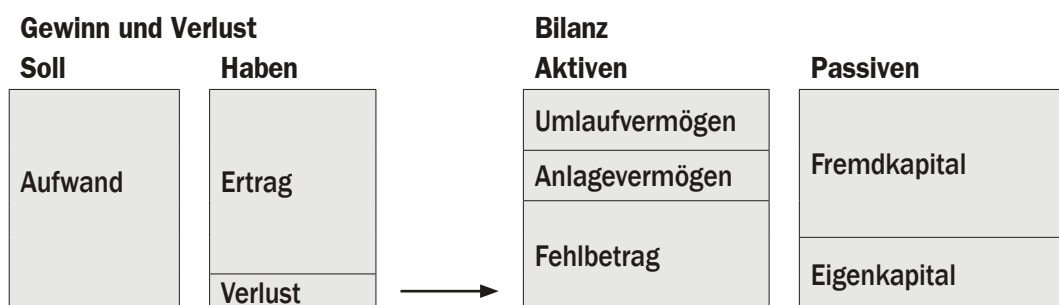 Gewinn und Verlust
Soll Haben
Aufwand
Ertrag
Verlust
Bilanz
Aktiven Passiven
Umlaufvermögen
Anlagevermögen
Fehlbetrag
Fremdkapital
Eigenkapital